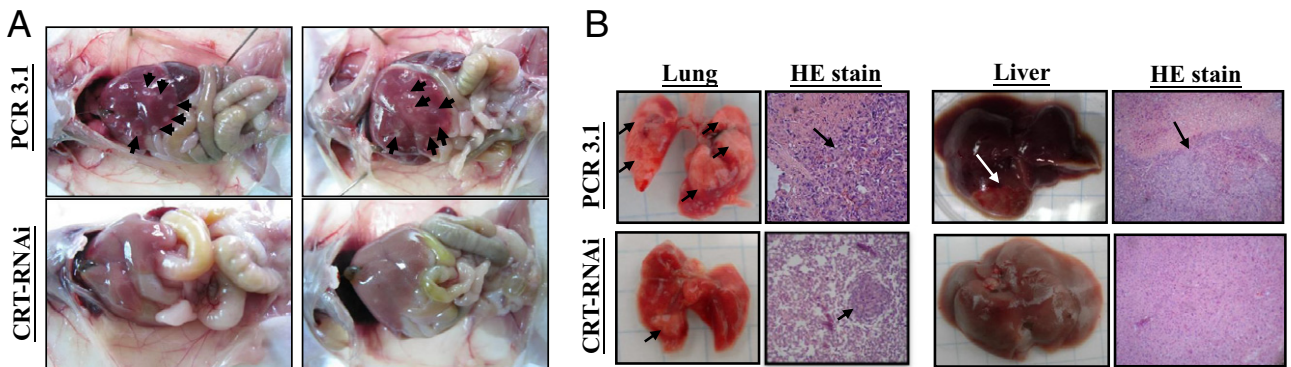 A
B
Lung
HE stain
Liver
HE stain
PCR 3.1
PCR 3.1
CRT-RNAi
CRT-RNAi